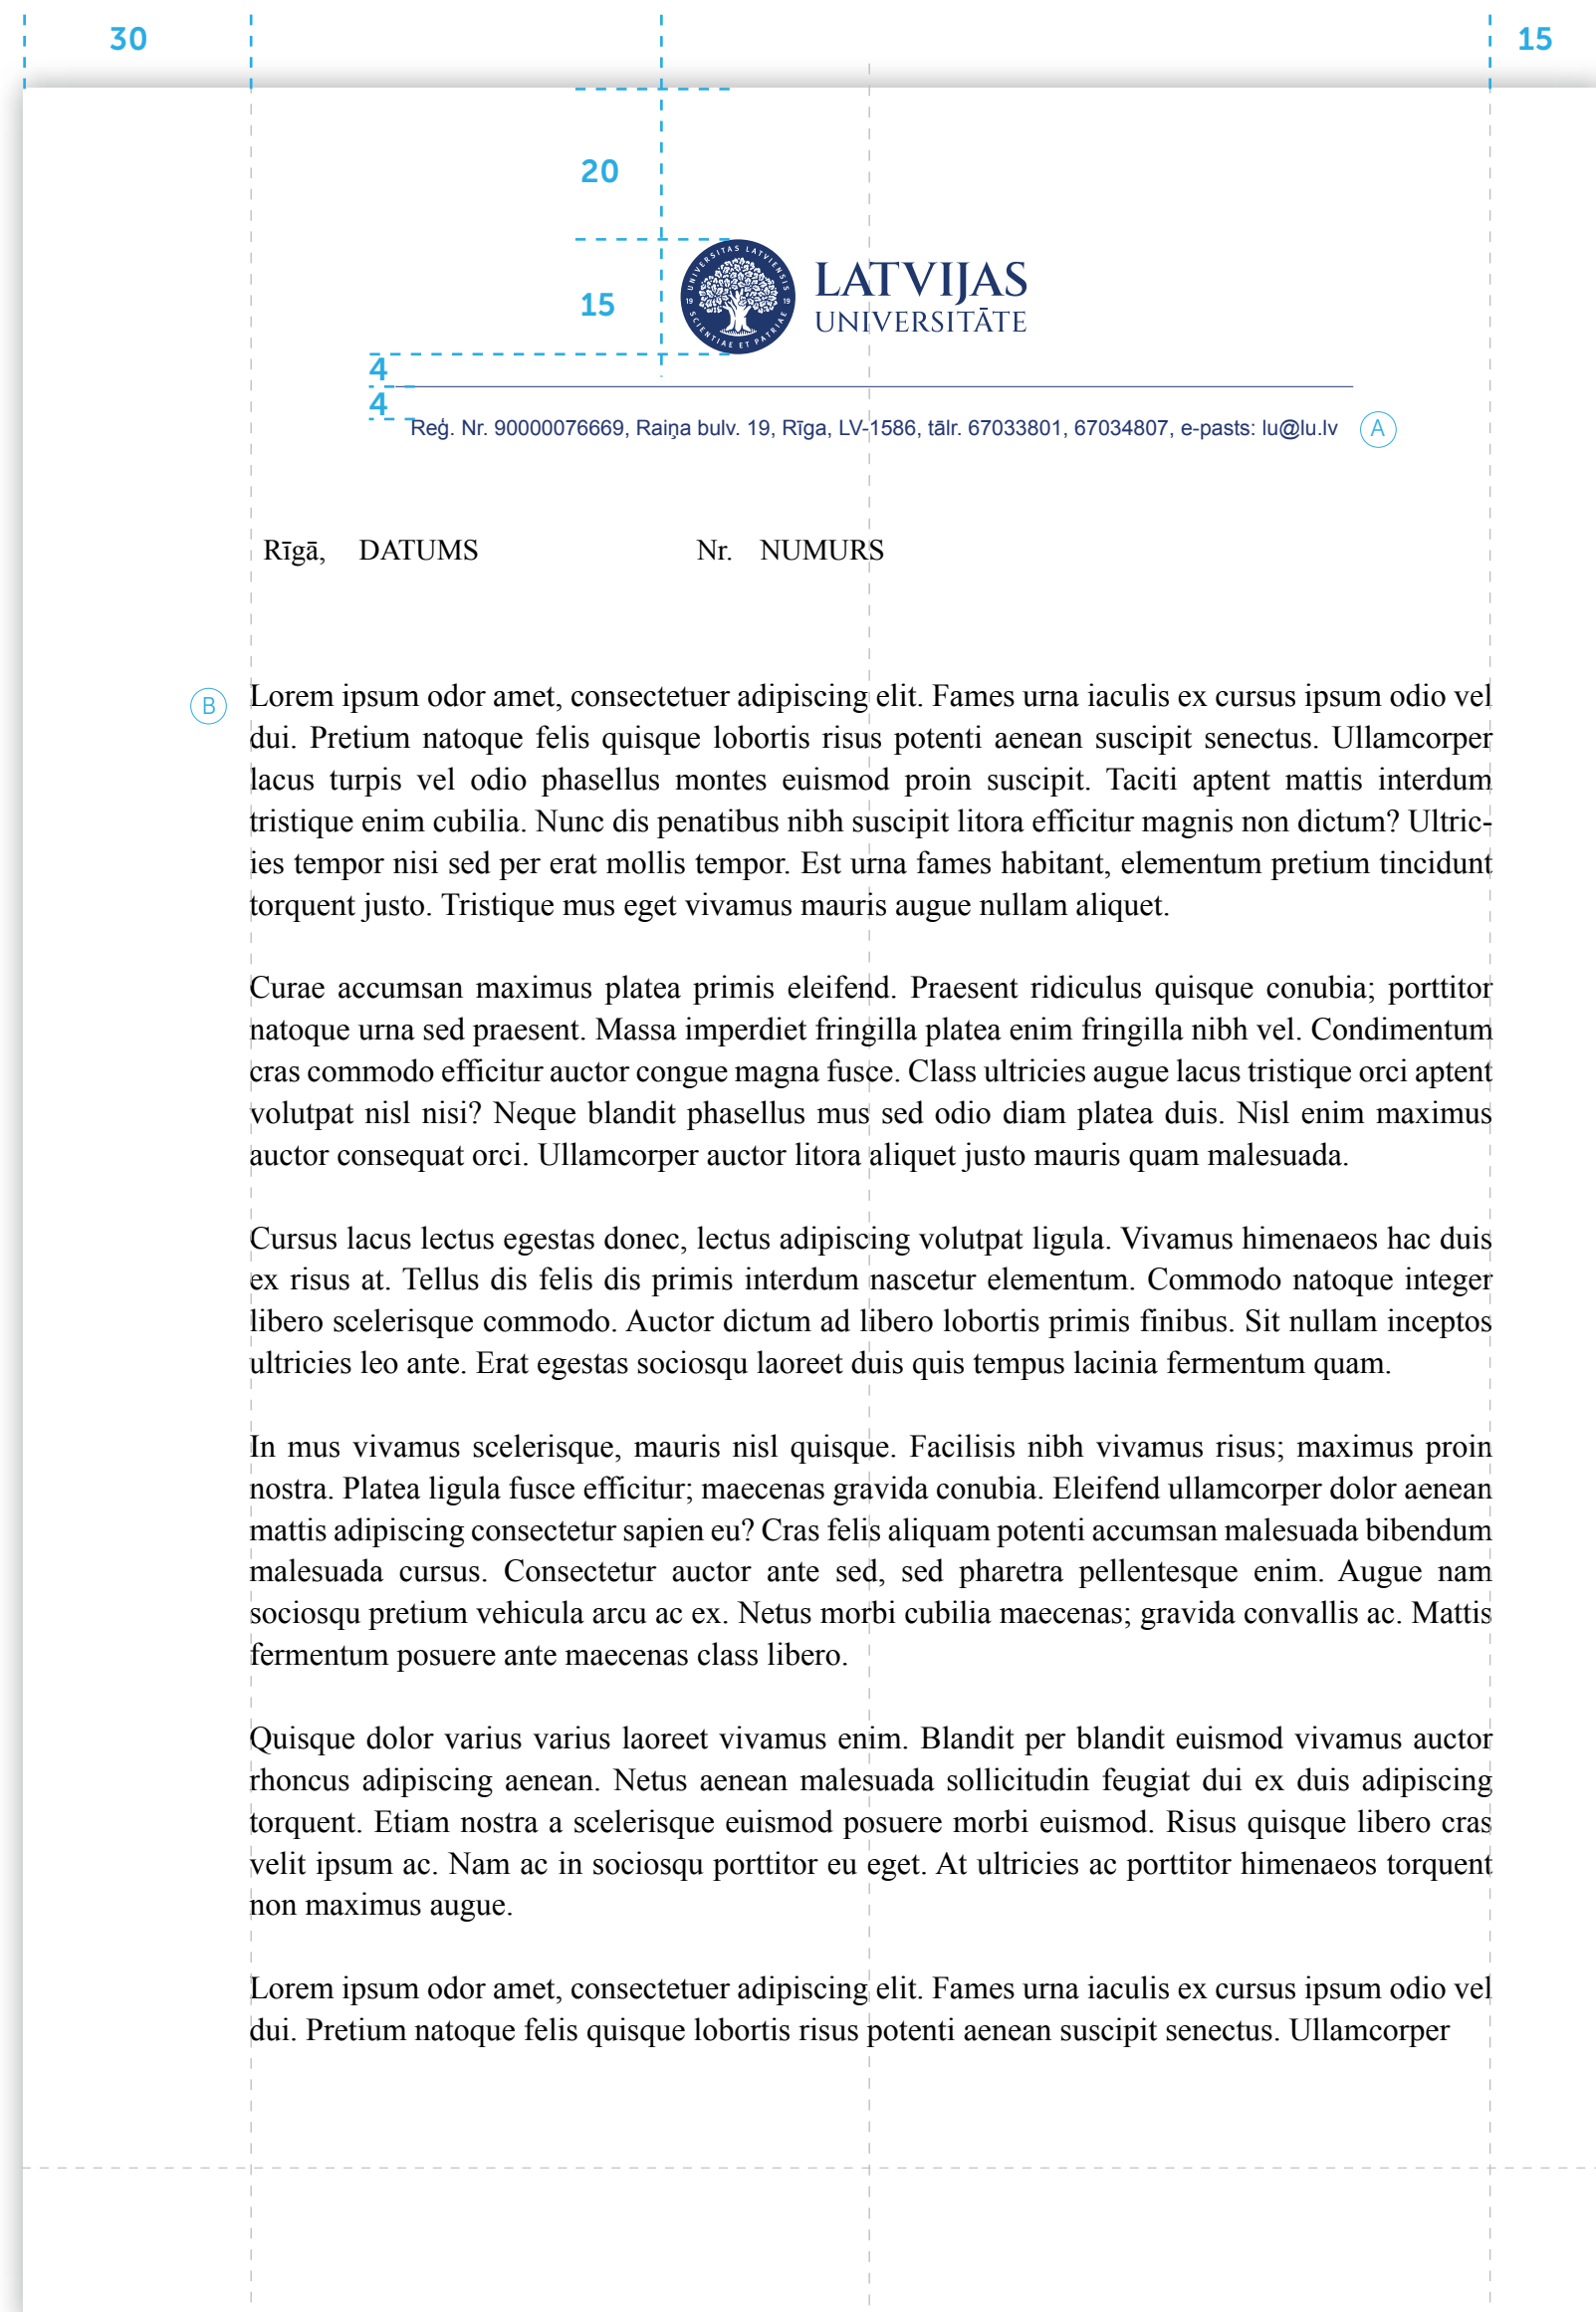 30
15
20
UNIVERSITAS LATVIENSIS
19 19
SCIENTIAE ET PATRIAE
LATVIJAS
UNIVERSITĀTE
15
4
4
Reģ. Nr. 90000076669, Raiņa bulv. 19, Rīga, LV-1586, tālr. 67033801, 67034807, e-pasts: lu@lu.lv
A
Rīgā, DATUMS Nr. NUMURS
B
Lorem ipsum odor amet, consectetuer adipiscing elit. Fames urna iaculis ex cursus ipsum odio vel
dui. Pretium natoque felis quisque lobortis risus potenti aenean suscipit senectus. Ullamcorper
lacus turpis vel odio phasellus montes euismod proin suscipit. Taciti aptent mattis interdum
tristique enim cubilia. Nunc dis penatibus nibh suscipit litora efficitur magnis non dictum? Ultric-
ies tempor nisi sed per erat mollis tempor. Est urna fames habitant, elementum pretium tincidunt
torquent justo. Tristique mus eget vivamus mauris augue nullam aliquet.
Curae accumsan maximus platea primis eleifend. Praesent ridiculus quisque conubia; porttitor
natoque urna sed praesent. Massa imperdiet fringilla platea enim fringilla nibh vel. Condimentum
cras commodo efficitur auctor congue magna fusce. Class ultricies augue lacus tristique orci aptent
volutpat nisl nisi? Neque blandit phasellus mus sed odio diam platea duis. Nisl enim maximus
auctor consequat orci. Ullamcorper auctor litora aliquet justo mauris quam malesuada.
Cursus lacus lectus egestas donec, lectus adipiscing volutpat ligula. Vivamus himenaeos hac duis
ex risus at. Tellus dis felis dis primis interdum nascetur elementum. Commodo natoque integer
libero scelerisque commodo. Auctor dictum ad libero lobortis primis finibus. Sit nullam inceptos
ultricies leo ante. Erat egestas sociosqu laoreet duis quis tempus lacinia fermentum quam.
In mus vivamus scelerisque, mauris nisl quisque. Facilisis nibh vivamus risus; maximus proin
nostra. Platea ligula fusce efficitur; maecenas gravida conubia. Eleifend ullamcorper dolor aenean
mattis adipiscing consectetur sapien eu? Cras felis aliquam potenti accumsan malesuada bibendum
malesuada cursus. Consectetur auctor ante sed, sed pharetra pellentesque enim. Augue nam
sociosqu pretium vehicula arcu ac ex. Netus morbi cubilia maecenas; gravida convallis ac. Mattis
fermentum posuere ante maecenas class libero.
Quisque dolor varius varius laoreet vivamus enim. Blandit per blandit euismod vivamus auctor
rhoncus adipiscing aenean. Netus aenean malesuada sollicitudin feugiat dui ex duis adipiscing
torquent. Etiam nostra a scelerisque euismod posuere morbi euismod. Risus quisque libero cras
velit ipsum ac. Nam ac in sociosqu porttitor eu eget. At ultricies ac porttitor himenaeos torquent
non maximus augue.
Lorem ipsum odor amet, consectetuer adipiscing elit. Fames urna iaculis ex cursus ipsum odio vel
dui. Pretium natoque felis quisque lobortis risus potenti aenean suscipit senectus. Ullamcorper